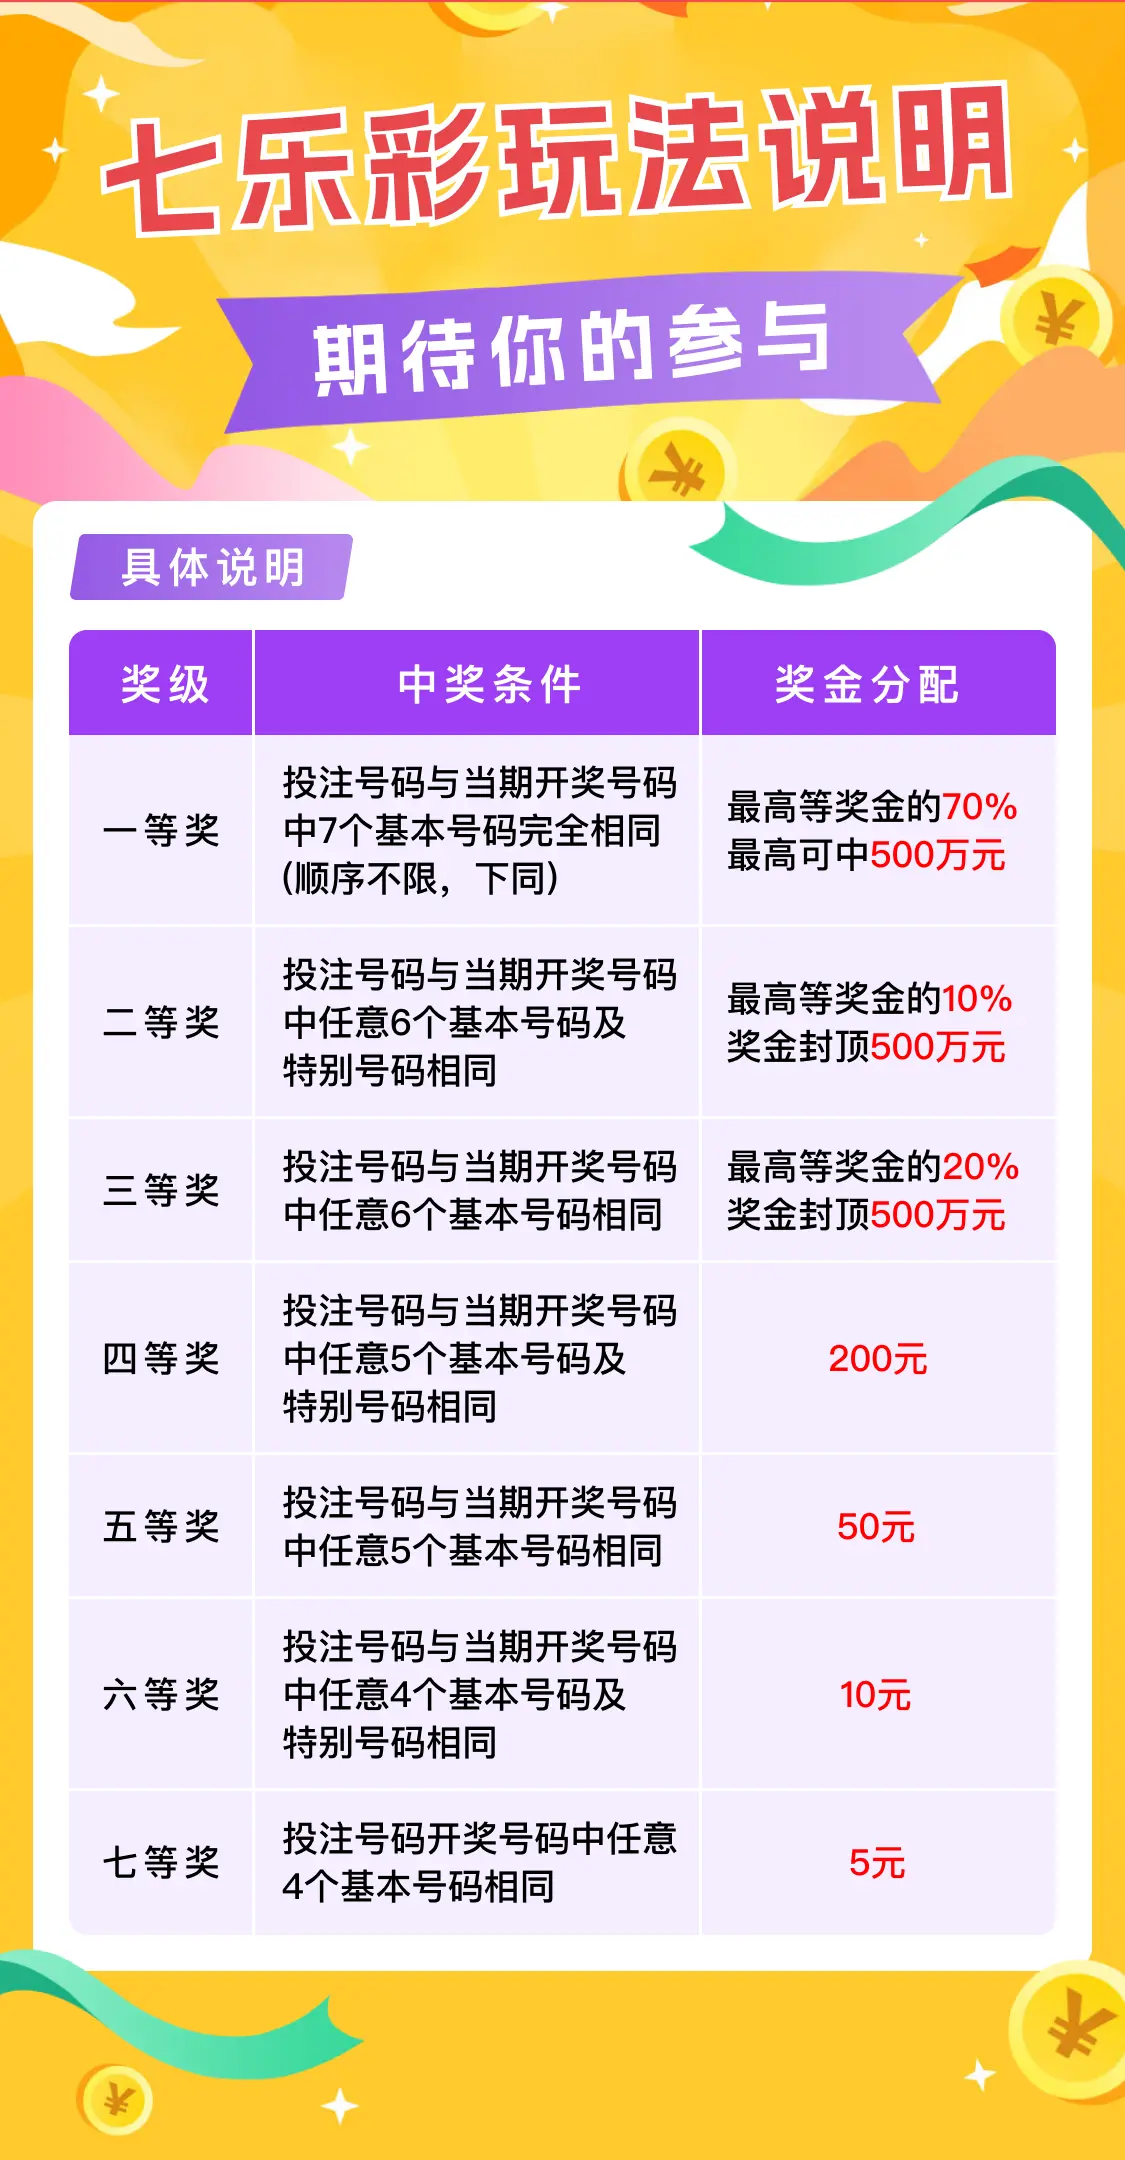 七乐彩玩法说明
期待你的参与
具体说明
奖级
中奖条件
奖金分配
一等奖
投注号码与当期开奖号码
中7个基本号码完全相同
(顺序不限，下同)
最高等奖金的70%
最高可中500万元
二等奖
投注号码与当期开奖号码
中任意6个基本号码及
特别号码相同
最高等奖金的10%
奖金封顶500万元
三等奖
投注号码与当期开奖号码
中任意6个基本号码相同
最高等奖金的20%
奖金封顶500万元
四等奖
投注号码与当期开奖号码
中任意5个基本号码及
特别号码相同
200元
五等奖
投注号码与当期开奖号码
中任意5个基本号码相同
50元
六等奖
投注号码与当期开奖号码
中任意4个基本号码及
特别号码相同
10元
七等奖
投注号码开奖号码中任意
4个基本号码相同
5元